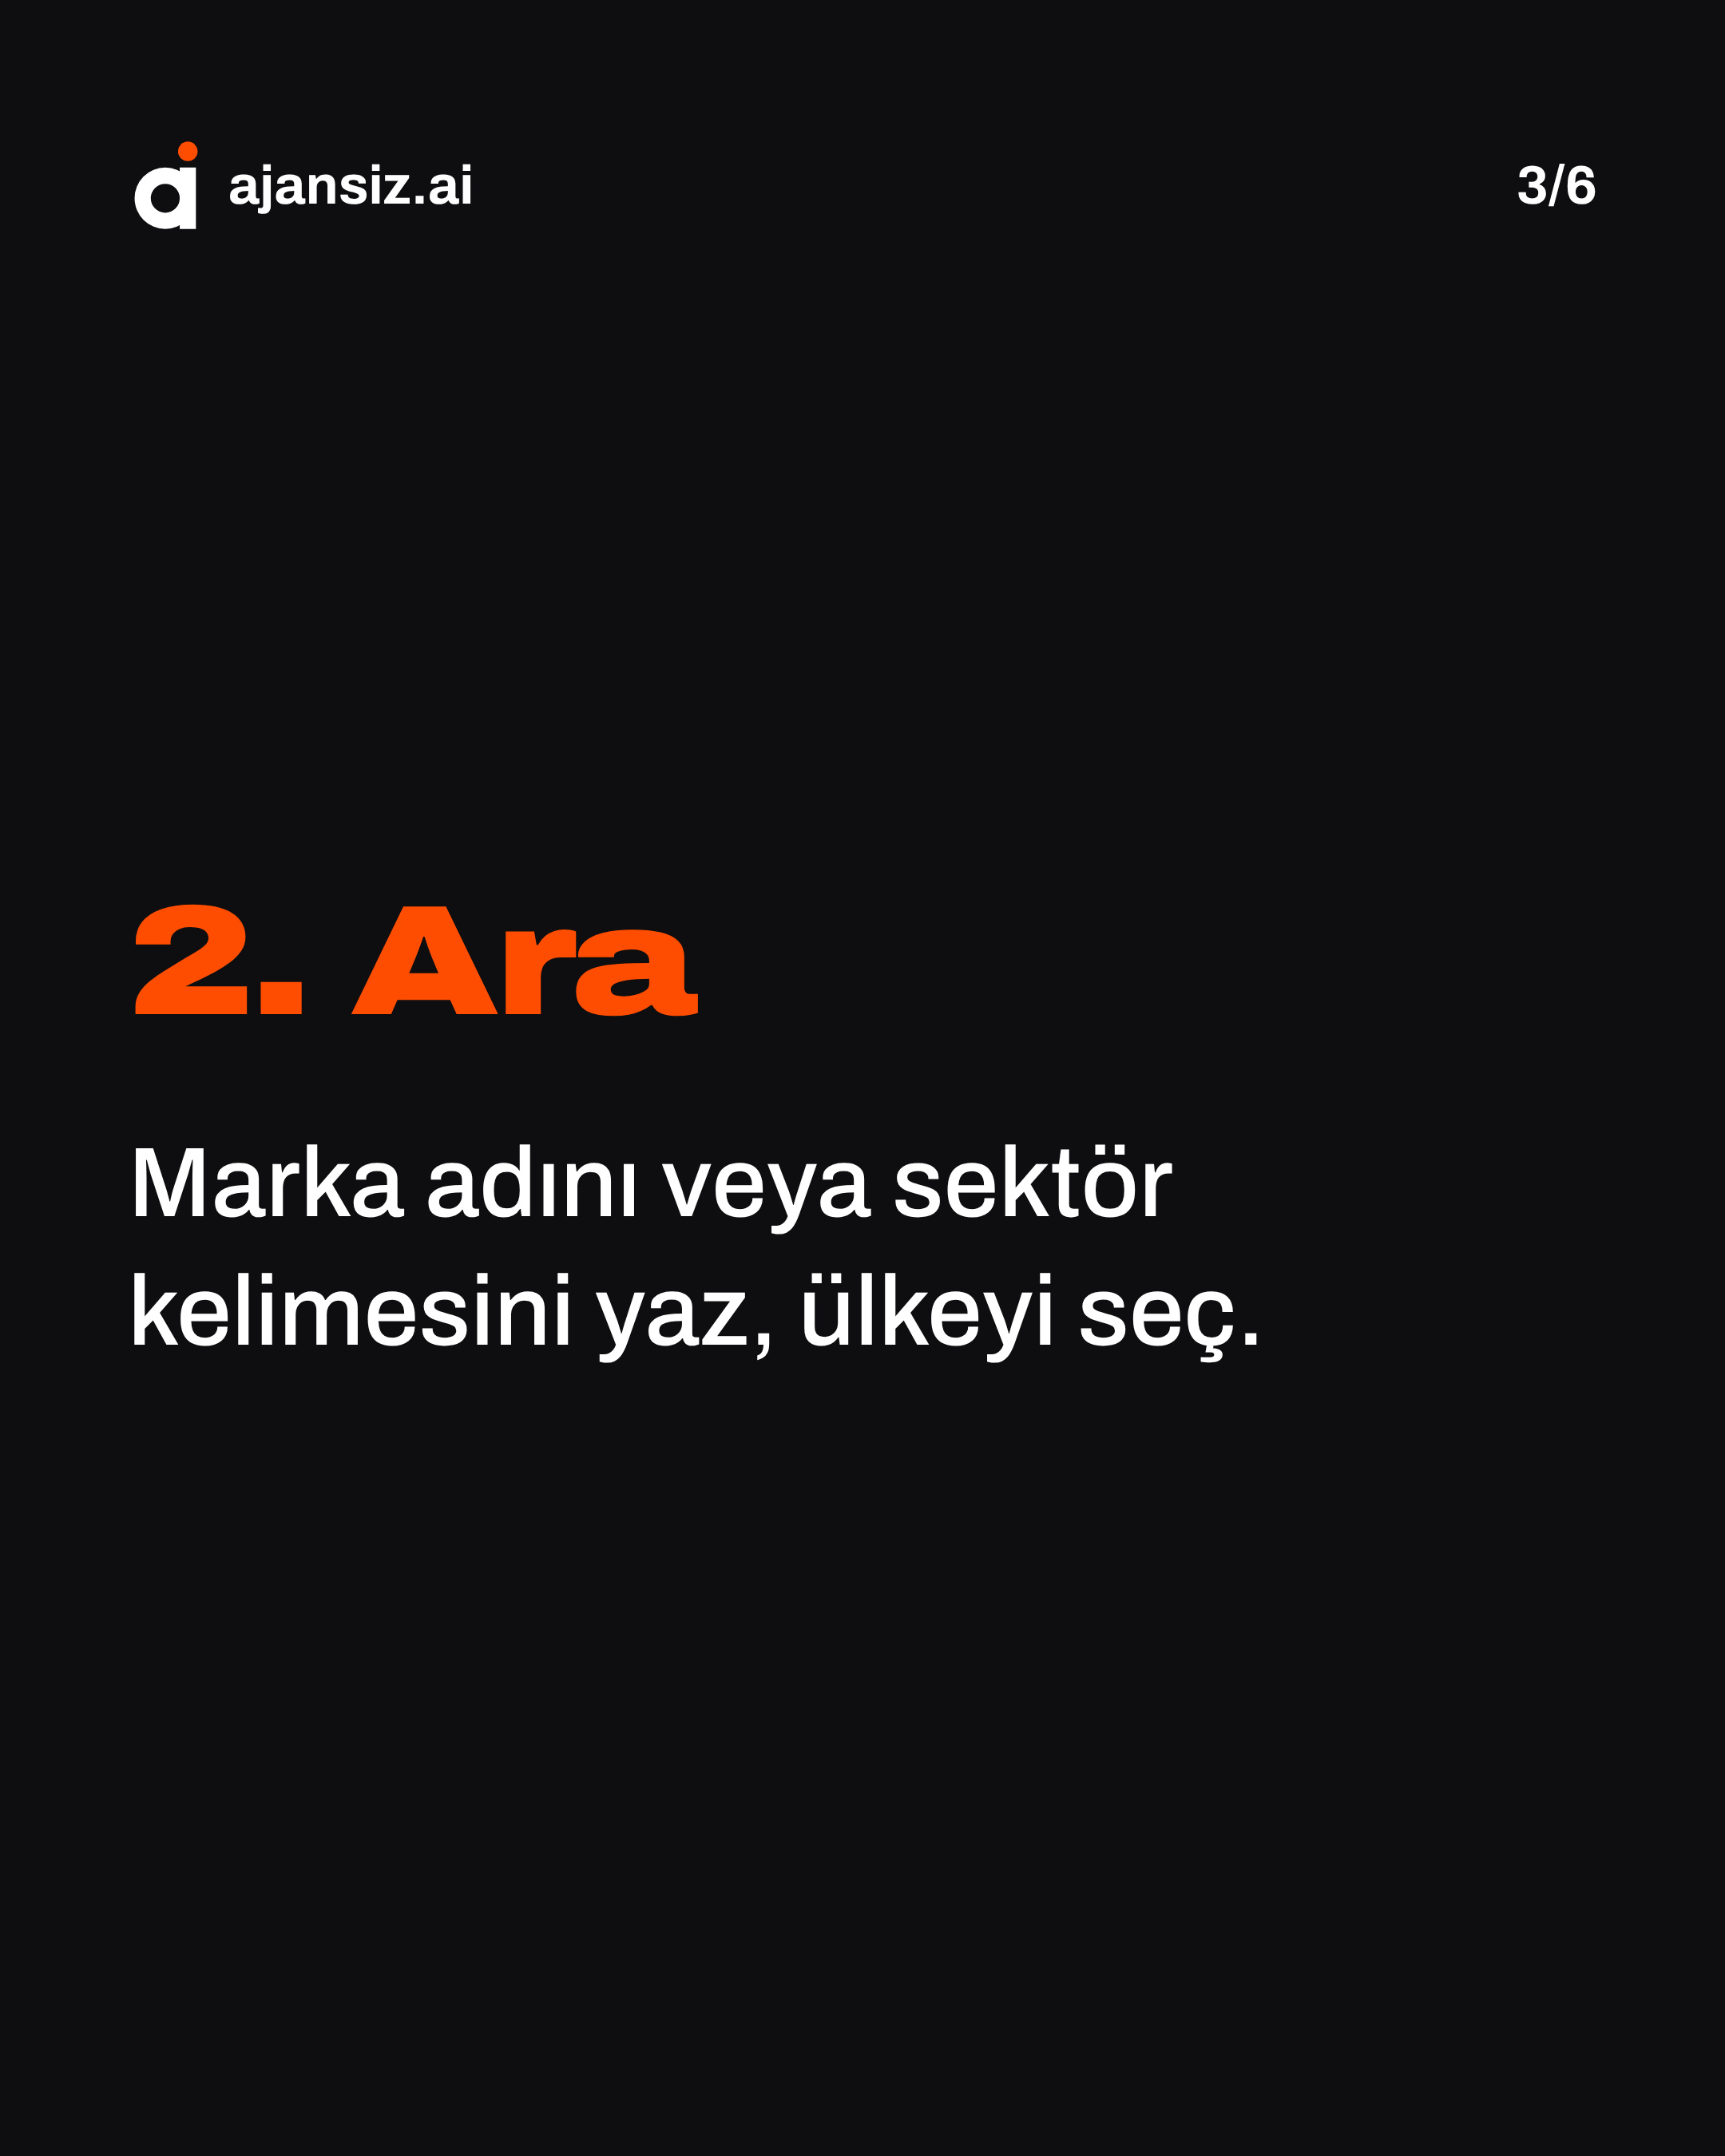 ajansiz.ai
3/6
2. Ara
Marka adını veya sektör
kelimesini yaz, ülkeyi seç.